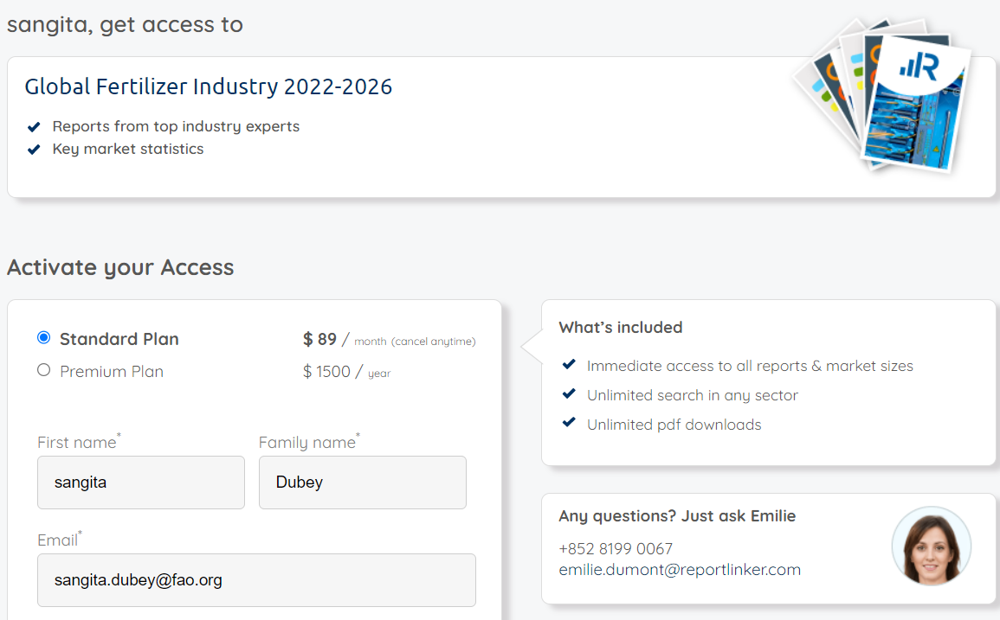 sangita, get access to
Global Fertilizer Industry 2022-2026
Reports from top industry experts
Key market statistics
R
Activate your Access
Standard Plan $ 89 / month (cancel anytime)
Premium Plan $ 1500 / year
First name* Family name*
sangita Dubey
Email*
sangita.dubey@fao.org
What’s included
Immediate access to all reports & market sizes
Unlimited search in any sector
Unlimited pdf downloads
Any questions? Just ask Emilie
+852 8199 0067
emilie.dumont@reportlinker.com